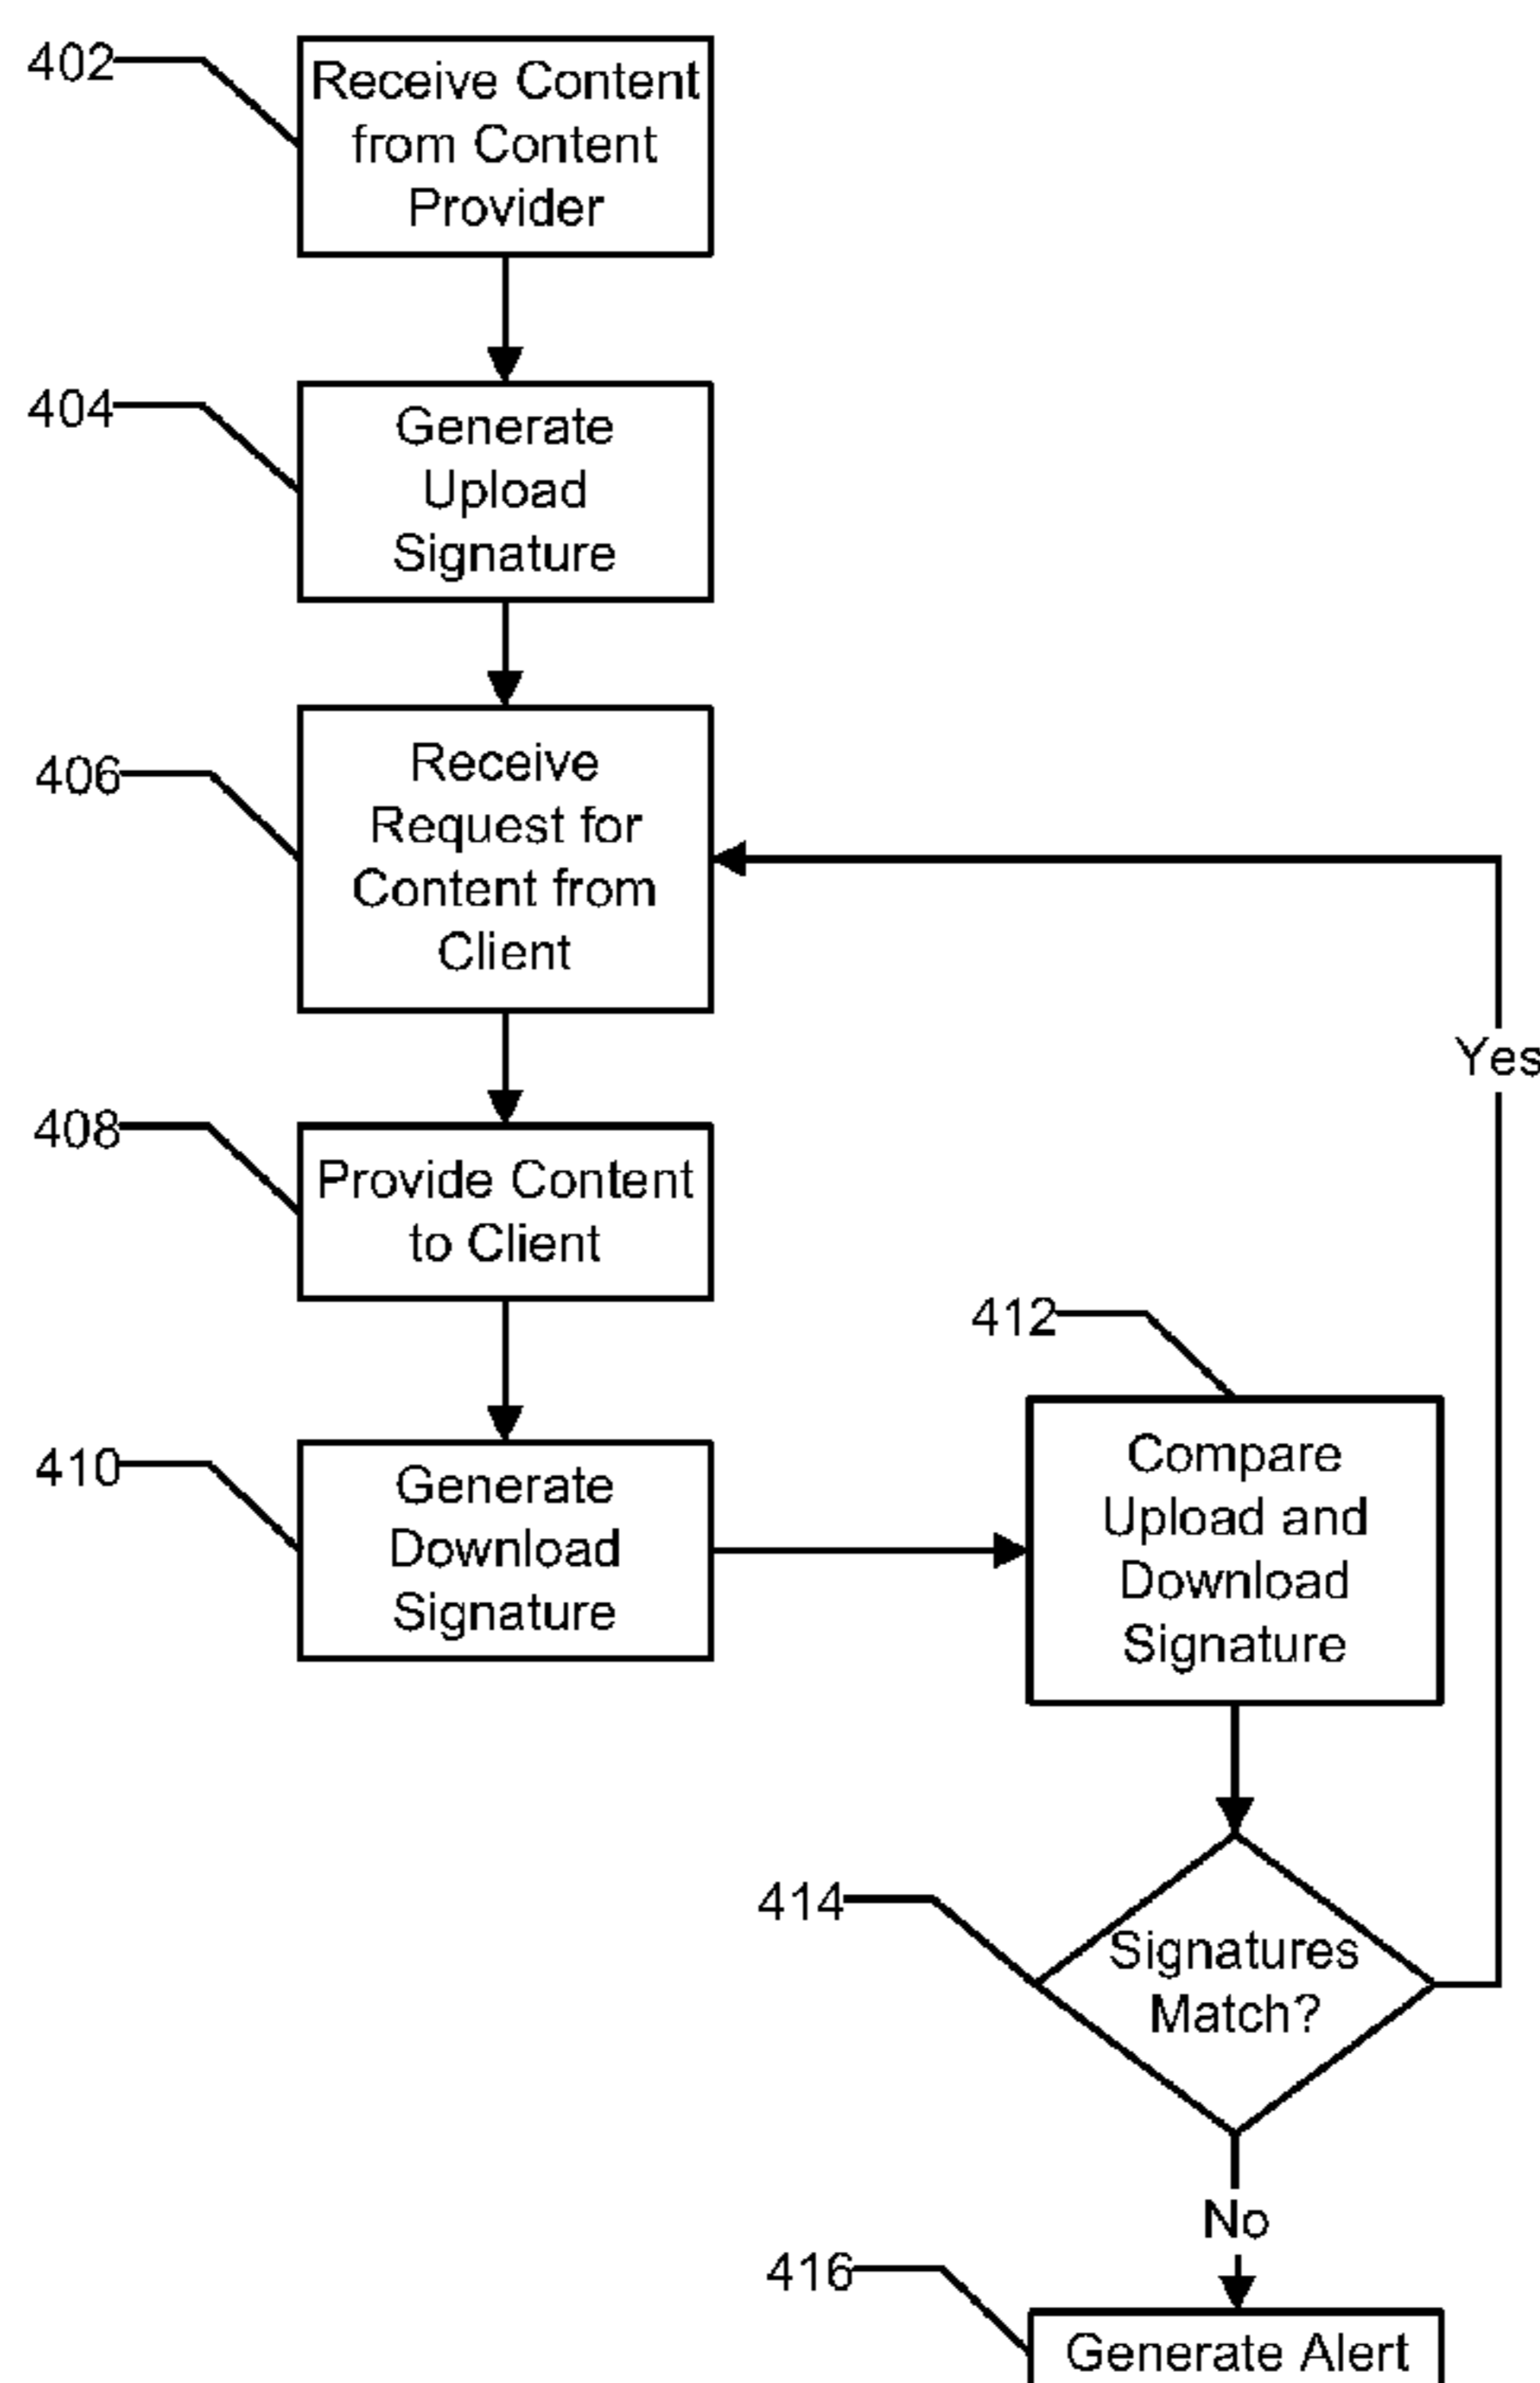 402
Receive Content
from Content
Provider
404
Generate
Upload
Signature
406
Receive
Request for
Content from
Client
Yes
408
Provide Content
to Client
412
410
Generate
Download
Signature
Compare
Upload and
Download
Signature
414
Signatures
Match?
No
416
Generate Alert